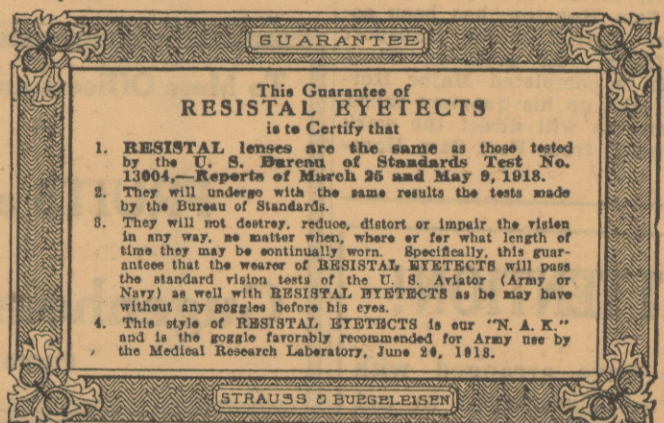 GUARANTEE
This Guarantee of
RESISTAL EYETECTS
is to Certify that
1. RESISTAL lenses are the same as those tested
by the U. S. Bureau of Standards Test No.
13004,—Reports of March 25 and May 9, 1918.
2. They will undergo with the same results the tests made
by the Bureau of Standards.
3. They will not destroy, reduce, distort or impair the vision
in any way, no matter when, where or for what length of
time they may be continually worn. Specifically, this guar-
antees that the wearer of RESISTAL EYETECTS will pass
the standard vision tests of the U. S. Aviator (Army or
Navy) as well with RESISTAL EYETECTS as he may have
without any goggles before his eyes.
4. This style of RESISTAL EYETECTS is our "N. A. K."
and is the goggle favorably recommended for Army use by
the Medical Research Laboratory, June 20, 1918.
STRAUSS & BUEGELEISEN